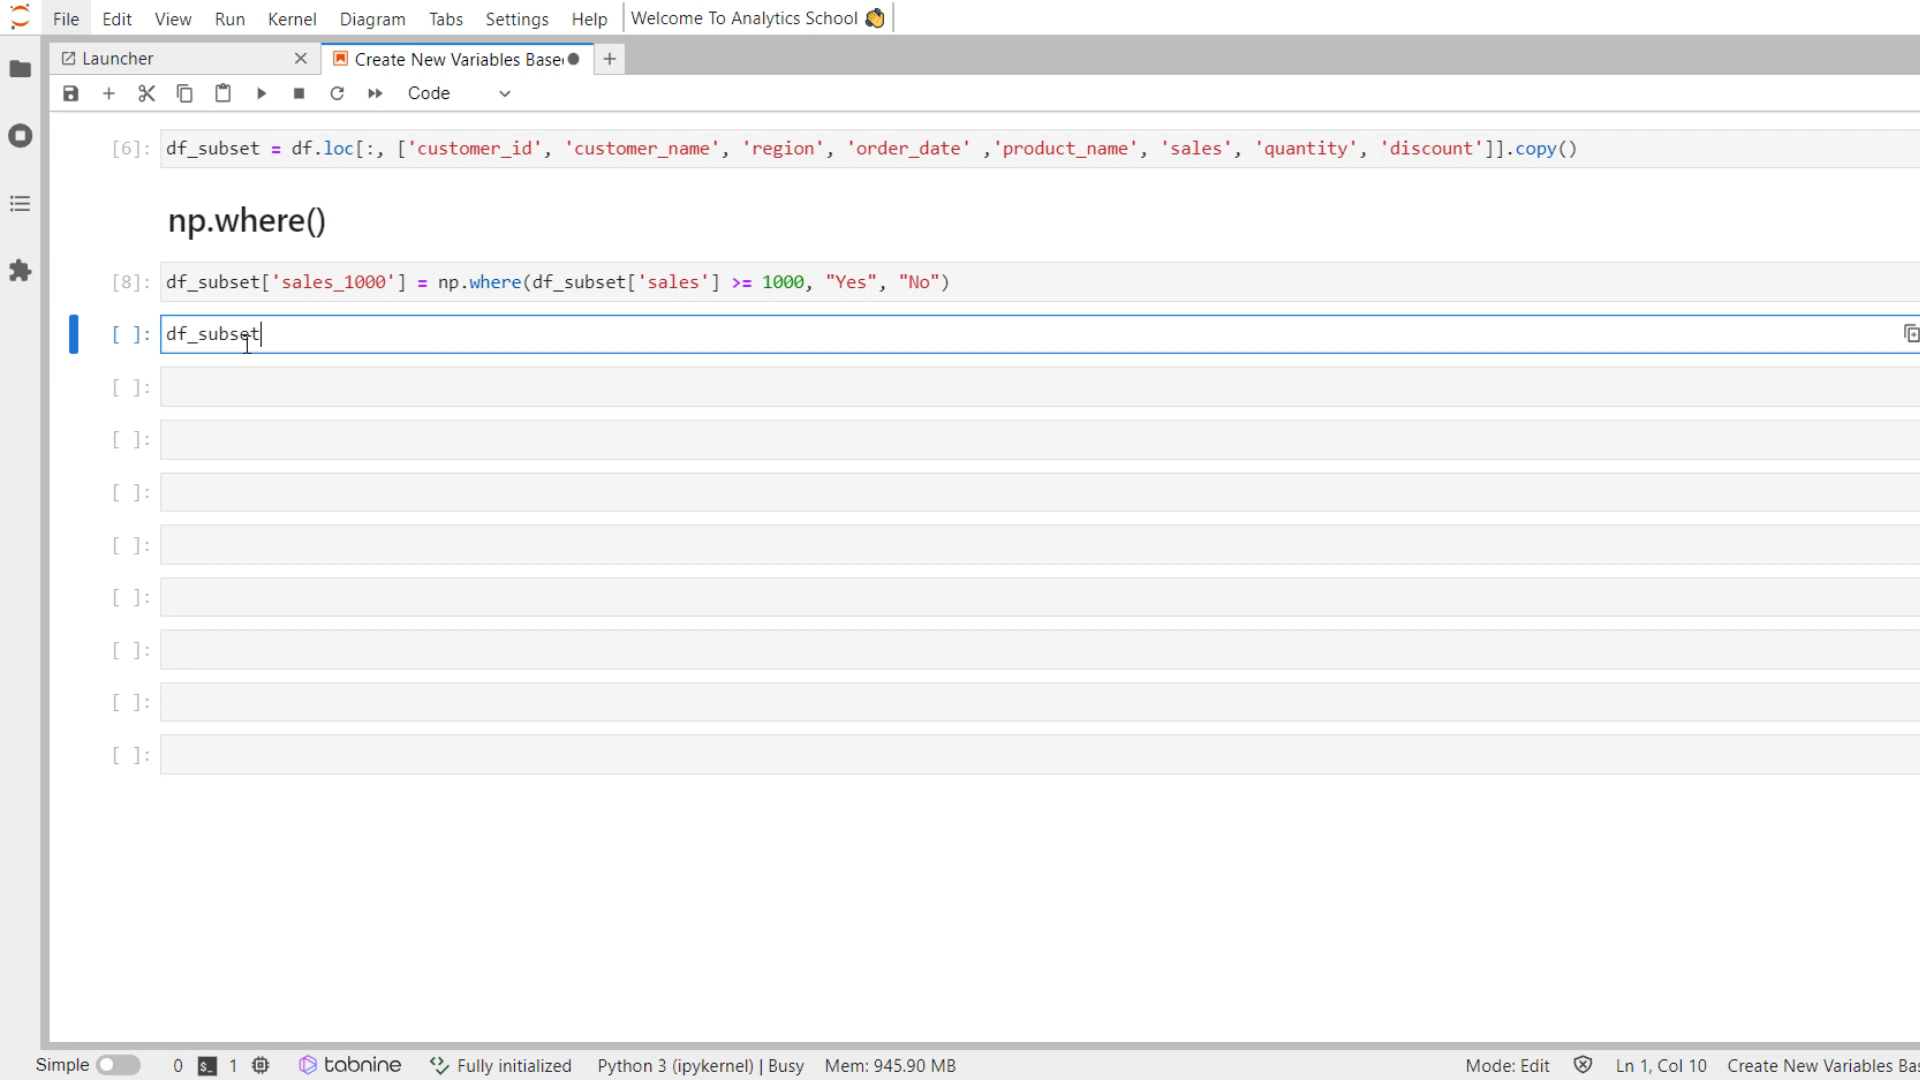 File Edit View Run Kernel Diagram Tabs Settings Help Welcome To Analytics School 👏
Launcher Create New Variables Base
Code
[6]: df_subset = df.loc[:, ['customer_id', 'customer_name', 'region', 'order_date' ,'product_name', 'sales', 'quantity', 'discount']].copy()
np.where()
[8]: df_subset['sales_1000'] = np.where(df_subset['sales'] >= 1000, "Yes", "No")
[ ]: df_subset
[ ]:
[ ]:
[ ]:
[ ]:
[ ]:
[ ]:
[ ]:
[ ]:
Simple 0 $_ 1 tabnine Fully initialized Python 3 (ipykernel) | Busy Mem: 945.90 MB Mode: Edit Ln 1, Col 10 Create New Variables Bas